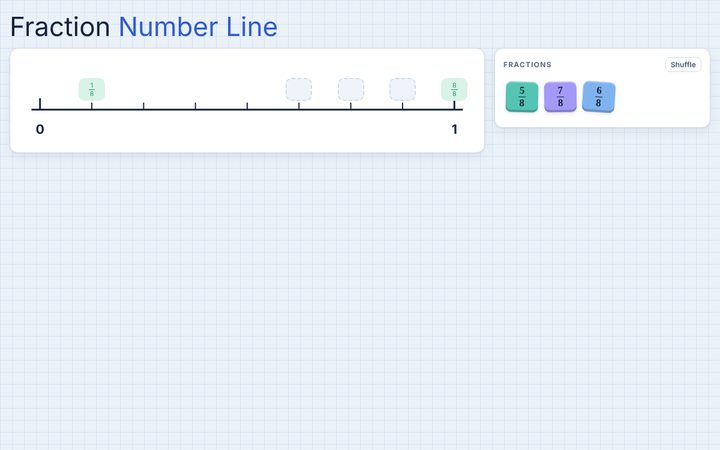 Fraction Number Line
1/8
8/8
0
1
FRACTIONS
Shuffle
5/8
7/8
6/8